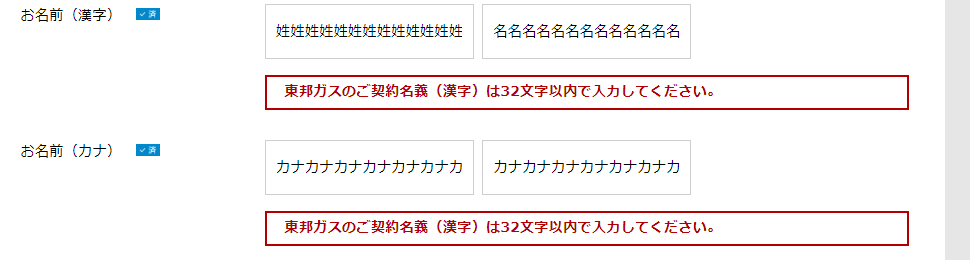 お名前（漢字） ✓ 済 姓姓姓姓姓姓姓姓姓姓姓姓姓 名名名名名名名名名名名名名
東邦ガスのご契約名義（漢字）は32文字以内で入力してください。
お名前（カナ） ✓ 済 カナカナカナカナカナカナカ カナカナカナカナカナカナカ
東邦ガスのご契約名義（漢字）は32文字以内で入力してください。